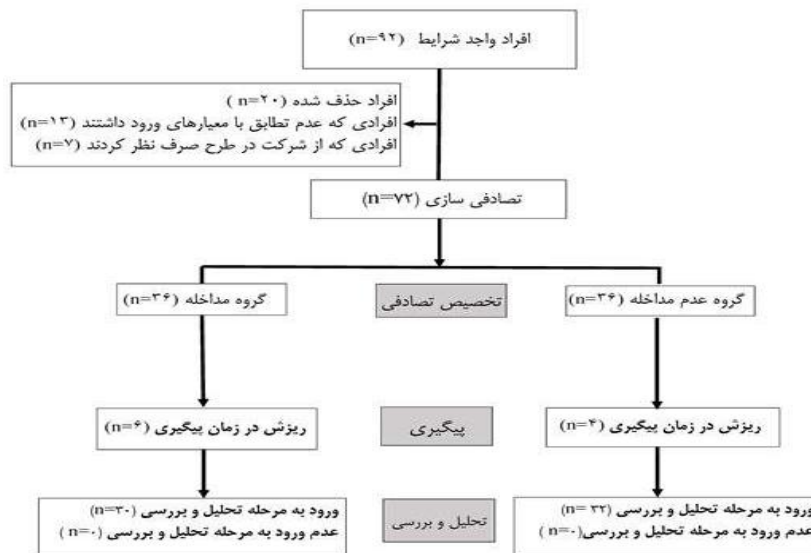 افراد واجد شرایط (n=۹۲)
افراد حذف شده (n=۲۰ )
افرادی که عدم تطابق با معیارهای ورود داشتند (n=۱۳)
افرادی که از شرکت در طرح صرف نظر کردند (n=۷)
تصادفی سازی (n=۷۲)
گروه عدم مداخله (n=۳۶)
تخصیص تصادفی
گروه مداخله (n=۳۶)
ریزش در زمان پیگیری (n=۴)
پیگیری
ریزش در زمان پیگیری (n=۶)
ورود به مرحله تحلیل و بررسی (n= ۳۲)
عدم ورود به مرحله تحلیل و بررسی(n=۰ )
تحلیل و بررسی
ورود به مرحله تحلیل و بررسی (n=۳۰)
عدم ورود به مرحله تحلیل و بررسی (n=۰ )